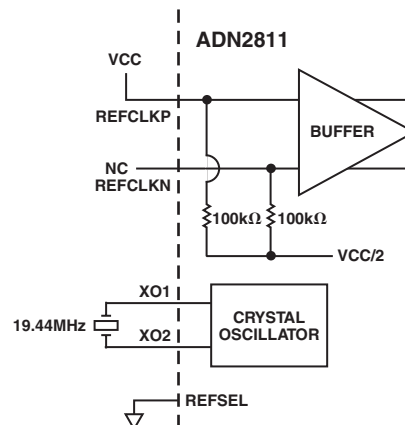 ADN2811
VCC
REFCLKP
BUFFER
NC
REFCLKN
100kΩ 100kΩ
VCC/2
XO1
19.44MHz
XO2
CRYSTAL
OSCILLATOR
REFSEL